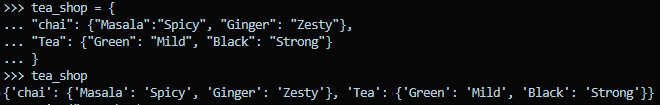 >>> tea_shop = {
... "chai": {"Masala":"Spicy", "Ginger": "Zesty"},
... "Tea": {"Green": "Mild", "Black": "Strong"}
... }
>>> tea_shop
{'chai': {'Masala': 'Spicy', 'Ginger': 'Zesty'}, 'Tea': {'Green': 'Mild', 'Black': 'Strong'}}